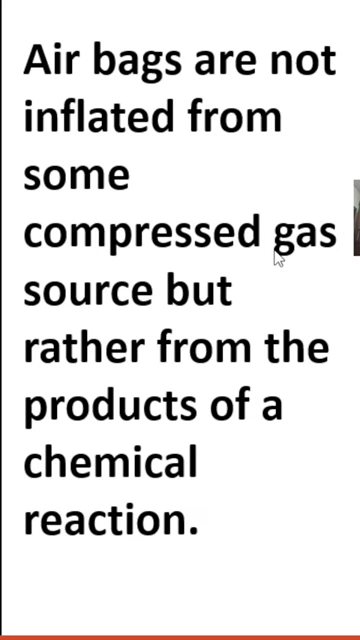 Air bags are not
inflated from
some
compressed gas
source but
rather from the
products of a
chemical
reaction.